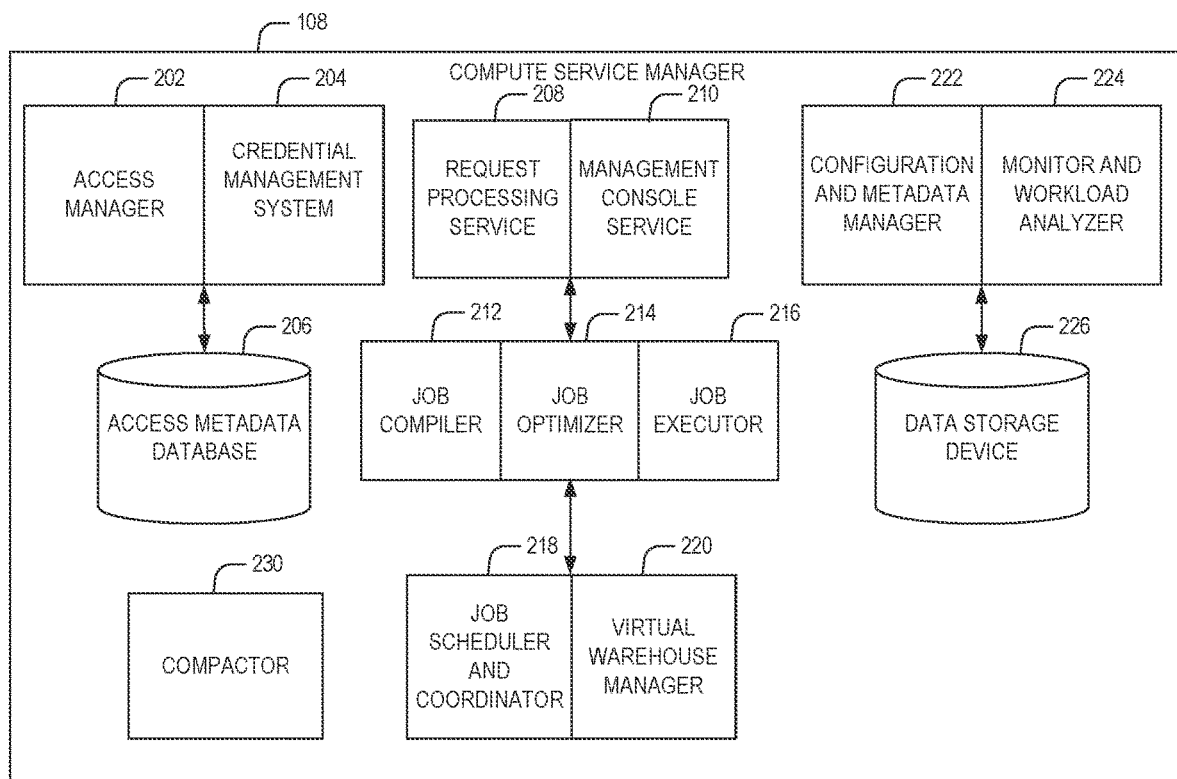 108
COMPUTE SERVICE MANAGER
202
204
208
210
222
224
ACCESS
MANAGER
CREDENTIAL
MANAGEMENT
SYSTEM
REQUEST
PROCESSING
SERVICE
MANAGEMENT
CONSOLE
SERVICE
CONFIGURATION
AND METADATA
MANAGER
MONITOR AND
WORKLOAD
ANALYZER
206
212
214
216
226
ACCESS METADATA
DATABASE
JOB
COMPILER
JOB
OPTIMIZER
JOB
EXECUTOR
DATA STORAGE
DEVICE
230
218
220
COMPACTOR
JOB
SCHEDULER
AND
COORDINATOR
VIRTUAL
WAREHOUSE
MANAGER